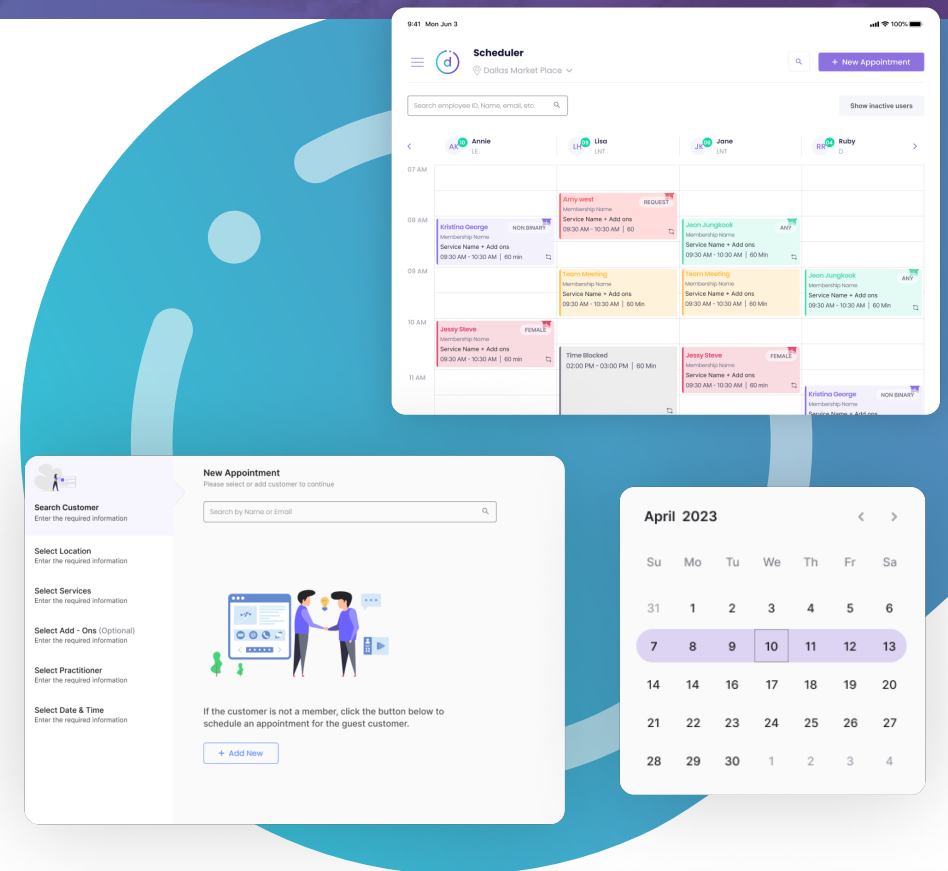 9:41 Mon Jun 3
100%
d
Scheduler
Dallas Market Place
+ New Appointment
Search employee ID, Name, email, etc.
Show inactive users
AK 10 Annie
LE
LH 09 Lisa
LNT
JK 06 Jane
LNT
RR 04 Ruby
D
07 AM
08 AM
09 AM
10 AM
11 AM
Kristina George NON BINARY
Membership Name
Service Name + Add ons
09:30 AM - 10:30 AM | 60 min
Jessy Steve FEMALE
Membership Name
Service Name + Add ons
09:30 AM - 10:30 AM | 60 min
Amy west REQUEST
Membership Name
Service Name + Add ons
09:30 AM - 10:30 AM | 60
Team Meeting
Membership Name
Service Name + Add ons
09:30 AM - 10:30 AM | 60 Min
Time Blocked
02:00 PM - 03:00 PM | 60 Min
Jeon Jungkook ANY
Membership Name
Service Name + Add ons
09:30 AM - 10:30 AM | 60 Min
Team Meeting
Membership Name
Service Name + Add ons
09:30 AM - 10:30 AM | 60 Min
Jessy Steve FEMALE
Membership Name
Service Name + Add ons
09:30 AM - 10:30 AM | 60 min
Jeon Jungkook ANY
Membership Name
Service Name + Add ons
09:30 AM - 10:30 AM | 60 Min
Kristina George NON BINARY
Membership Name
Service Name + Add ons
Search Customer
Enter the required information
Select Location
Enter the required information
Select Services
Enter the required information
Select Add - Ons (Optional)
Enter the required information
Select Practitioner
Enter the required information
Select Date & Time
Enter the required information
New Appointment
Please select or add customer to continue
Search by Name or Email
If the customer is not a member, click the button below to
schedule an appointment for the guest customer.
+ Add New
April 2023
Su Mo Tu We Th Fr Sa
31 1 2 3 4 5 6
7 8 9 10 11 12 13
14 14 16 17 18 19 20
21 22 23 24 25 26 27
28 29 30 1 2 3 4